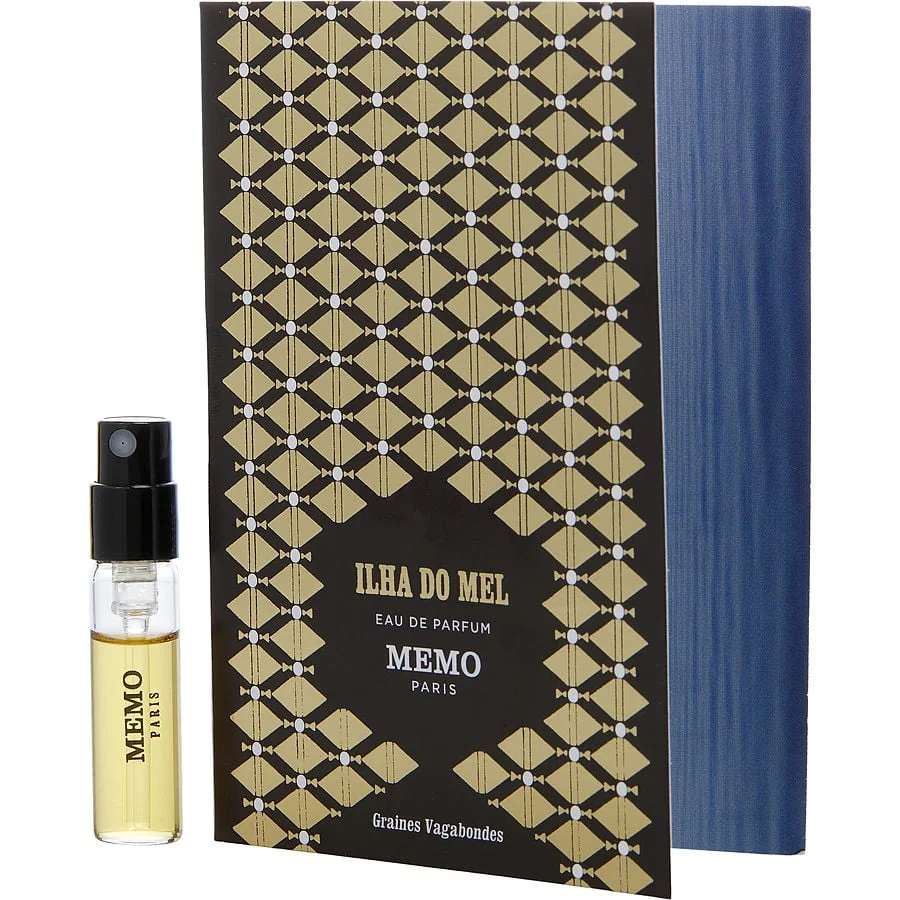 ILHA DO MEL
EAU DE PARFUM
MEMO
PARIS
Graines Vagabondes
MEMO
PARIS